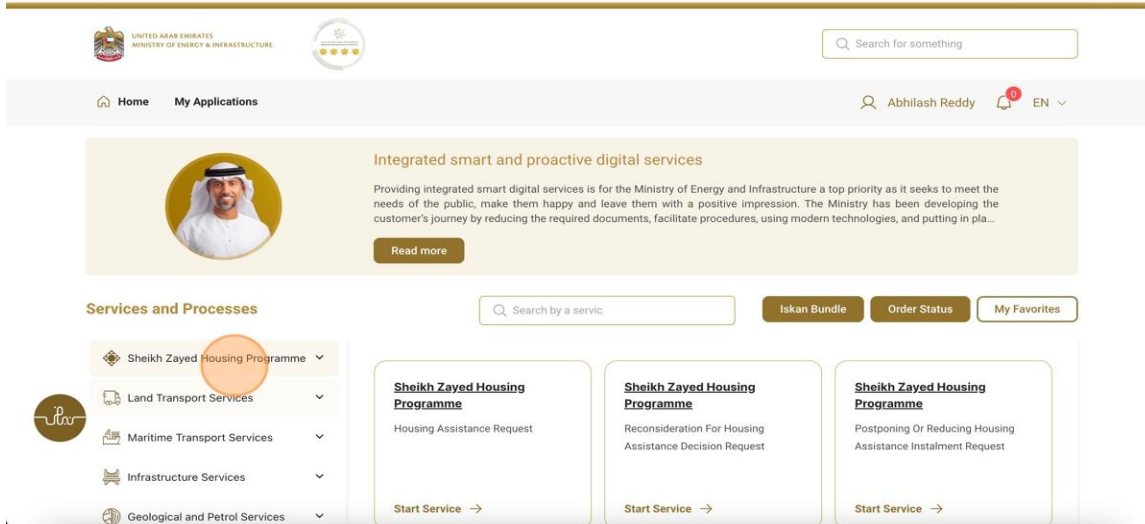 UNITED ARAB EMIRATES
MINISTRY OF ENERGY & INFRASTRUCTURE
Search for something
Home My Applications
Abhilash Reddy 0 EN
Integrated smart and proactive digital services
Providing integrated smart digital services is for the Ministry of Energy and Infrastructure a top priority as it seeks to meet the
needs of the public, make them happy and leave them with a positive impression. The Ministry has been developing the
customer's journey by reducing the required documents, facilitate procedures, using modern technologies, and putting in pla...
Read more
Services and Processes
Search by a servic
Iskan Bundle
Order Status
My Favorites
Sheikh Zayed Housing Programme
Land Transport Services
Maritime Transport Services
Infrastructure Services
Geological and Petrol Services
Sheikh Zayed Housing
Programme
Housing Assistance Request
Start Service →
Sheikh Zayed Housing
Programme
Reconsideration For Housing
Assistance Decision Request
Start Service →
Sheikh Zayed Housing
Programme
Postponing Or Reducing Housing
Assistance Instalment Request
Start Service →